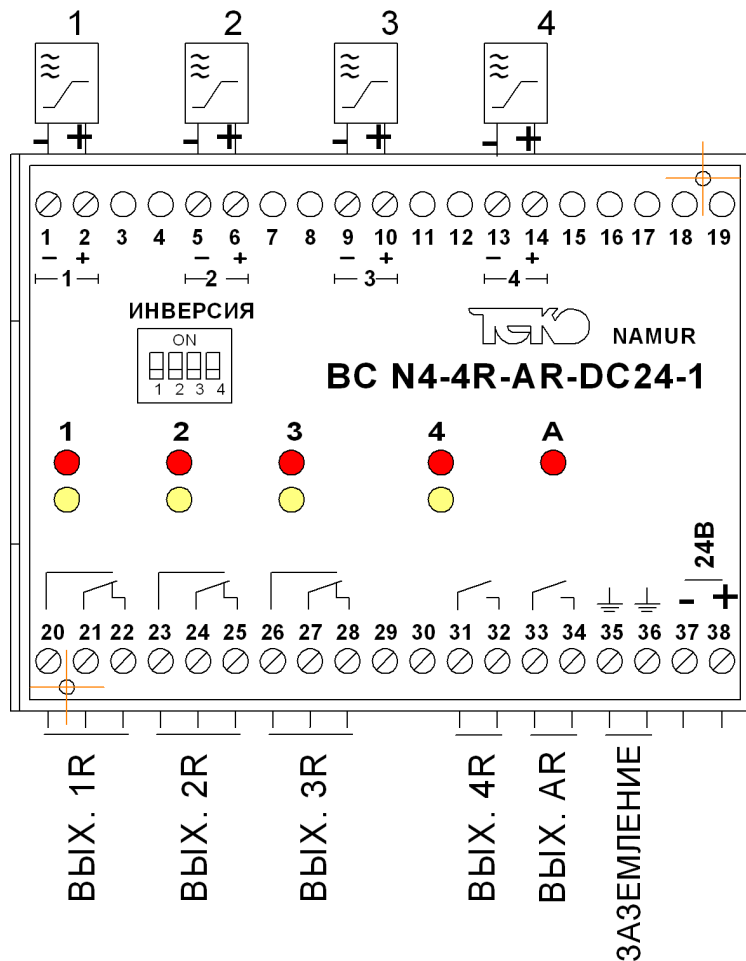 1 2 3 4
- + - + - + - +
1 2 3 4 5 6 7 8 9 10 11 12 13 14 15 16 17 18 19
- + - + - + - +
1 2 3 4
ИНВЕРСИЯ
ON
1 2 3 4
ТЕКО NAMUR
ВС N4-4R-AR-DC24-1
1 2 3 4 A
24В
- +
20 21 22 23 24 25 26 27 28 29 30 31 32 33 34 35 36 37 38
ВЫХ. 1R
ВЫХ. 2R
ВЫХ. 3R
ВЫХ. 4R
ВЫХ. AR
ЗАЗЕМЛЕНИЕ